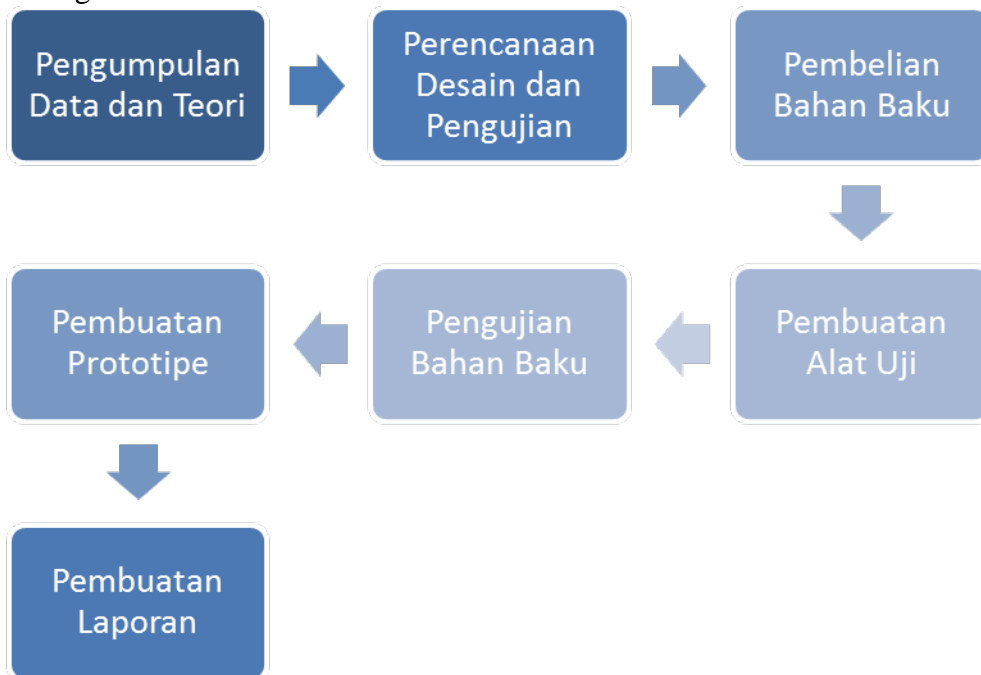 Pengumpulan
Data dan Teori
Perencanaan
Desain dan
Pengujian
Pembelian
Bahan Baku
Pembuatan
Alat Uji
Pengujian
Bahan Baku
Pembuatan
Prototipe
Pembuatan
Laporan